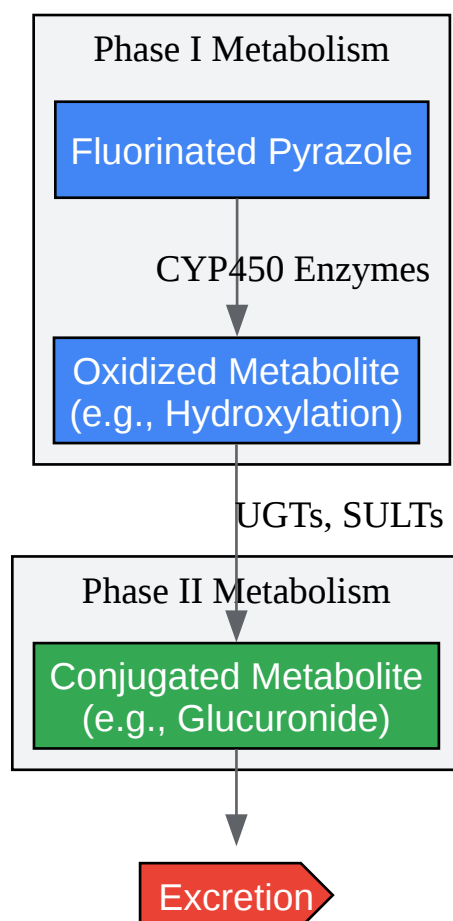 Phase I Metabolism
Fluorinated Pyrazole
CYP450 Enzymes
Oxidized Metabolite
(e.g., Hydroxylation)
UGTs, SULTs
Phase II Metabolism
Conjugated Metabolite
(e.g., Glucuronide)
Excretion